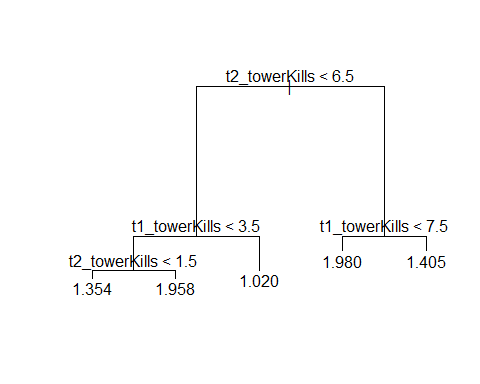 t2_towerKills < 6.5
t1_towerKills < 3.5
t1_towerKills < 7.5
t2_towerKills < 1.5
1.980
1.405
1.020
1.354
1.958